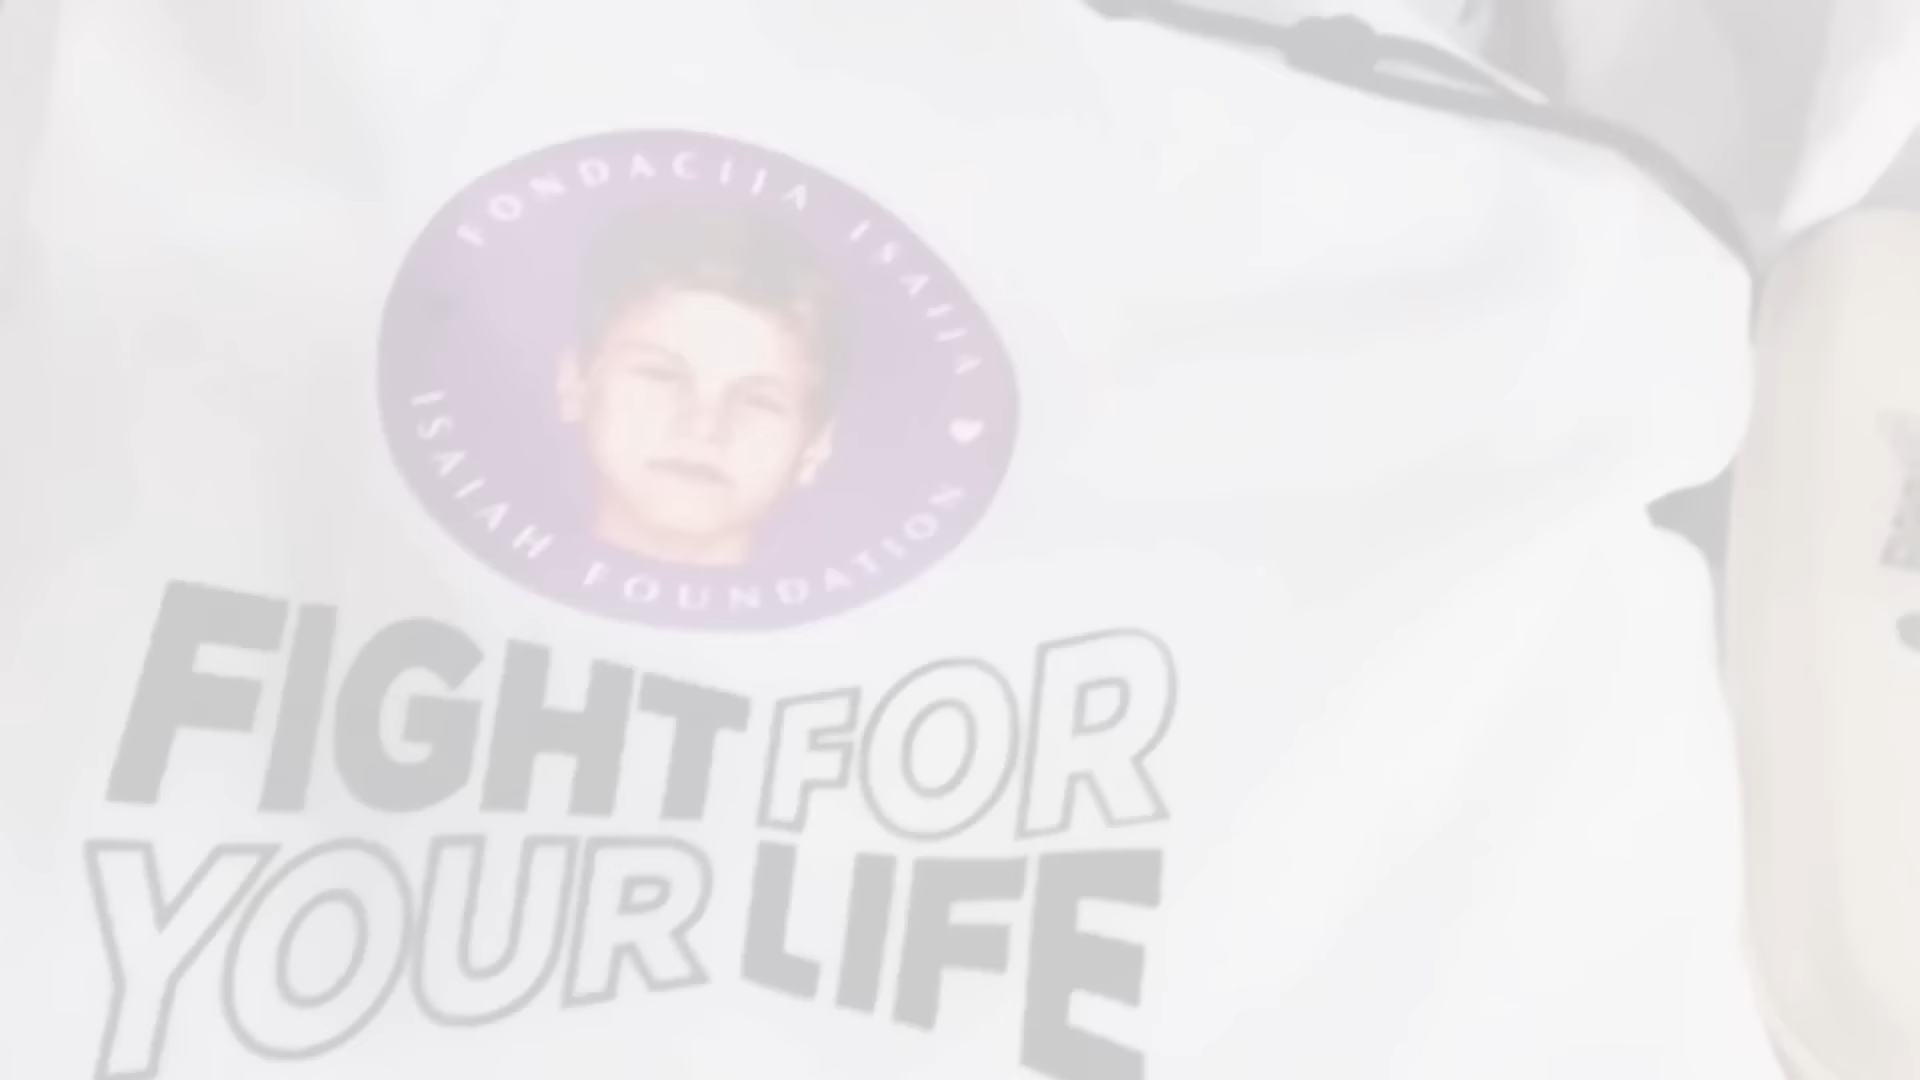 FONDACIJA ISAIJA
ISAIAH FOUNDATION
FIGHT FOR
YOUR LIFE